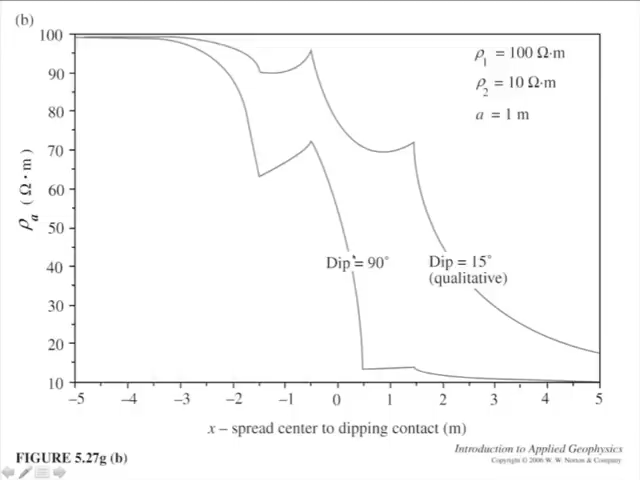 (b)
100
90
80
70
60
50
40
30
20
10
ρa (Ω·m)
ρ1 = 100 Ω·m
ρ2 = 10 Ω·m
a = 1 m
Dip = 90°
Dip = 15°
(qualitative)
−5 −4 −3 −2 −1 0 1 2 3 4 5
x – spread center to dipping contact (m)
Introduction to Applied Geophysics
Copyright © 2006 W. W. Norton & Company
FIGURE 5.27g (b)